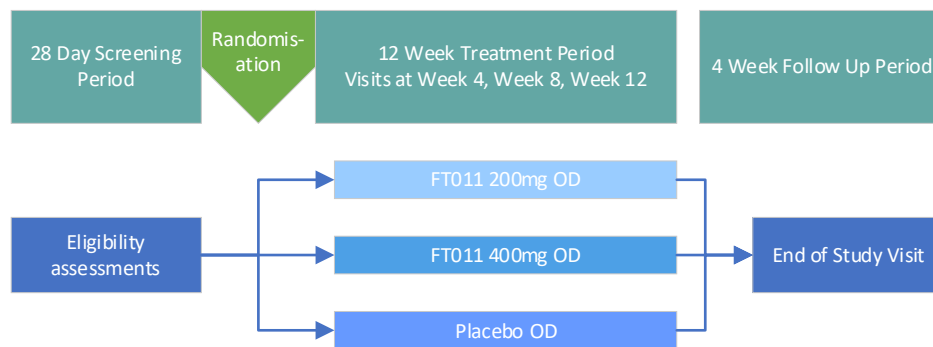 28 Day Screening
Period
Randomis-
ation
12 Week Treatment Period
Visits at Week 4, Week 8, Week 12
4 Week Follow Up Period
FT011 200mg OD
Eligibility
assessments
FT011 400mg OD
End of Study Visit
Placebo OD